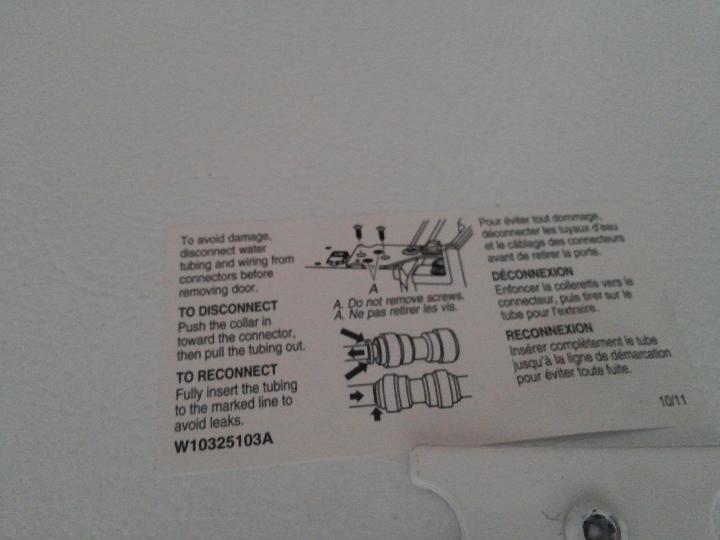 To avoid damage,
disconnect water
tubing and wiring from
connectors before
removing door.
TO DISCONNECT
Push the collar in
toward the connector,
then pull the tubing out.
TO RECONNECT
Fully insert the tubing
to the marked line to
avoid leaks.
W10325103A
A
A. Do not remove screws.
A. Ne pas retirer les vis.
Pour éviter tout dommage,
déconnecter les tuyaux d'eau
et le câblage des connecteurs
avant de retirer la porte.
DÉCONNEXION
Enfoncer la collerette vers le
connecteur, puis tirer sur le
tube pour l'extraire.
RECONNEXION
Insérer complètement le tube
jusqu'à la ligne de démarcation
pour éviter toute fuite.
10/11